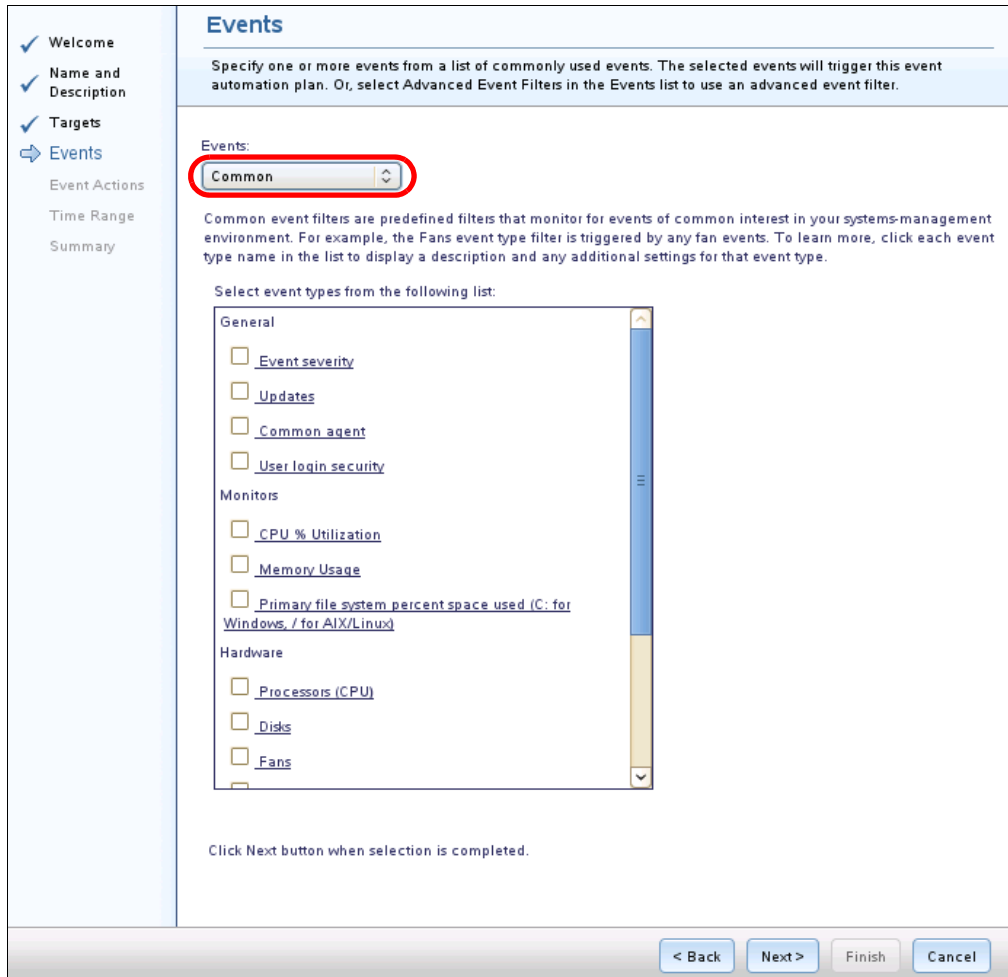 Welcome
Name and
Description
Targets
Events
Event Actions
Time Range
Summary
Events
Specify one or more events from a list of commonly used events. The selected events will trigger this event
automation plan. Or, select Advanced Event Filters in the Events list to use an advanced event filter.
Events:
Common
Common event filters are predefined filters that monitor for events of common interest in your systems-management
environment. For example, the Fans event type filter is triggered by any fan events. To learn more, click each event
type name in the list to display a description and any additional settings for that event type.
Select event types from the following list:
General
Event severity
Updates
Common agent
User login security
Monitors
CPU % Utilization
Memory Usage
Primary file system percent space used (C: for
Windows, / for AIX/Linux)
Hardware
Processors (CPU)
Disks
Fans
Click Next button when selection is completed.
< Back
Next >
Finish
Cancel